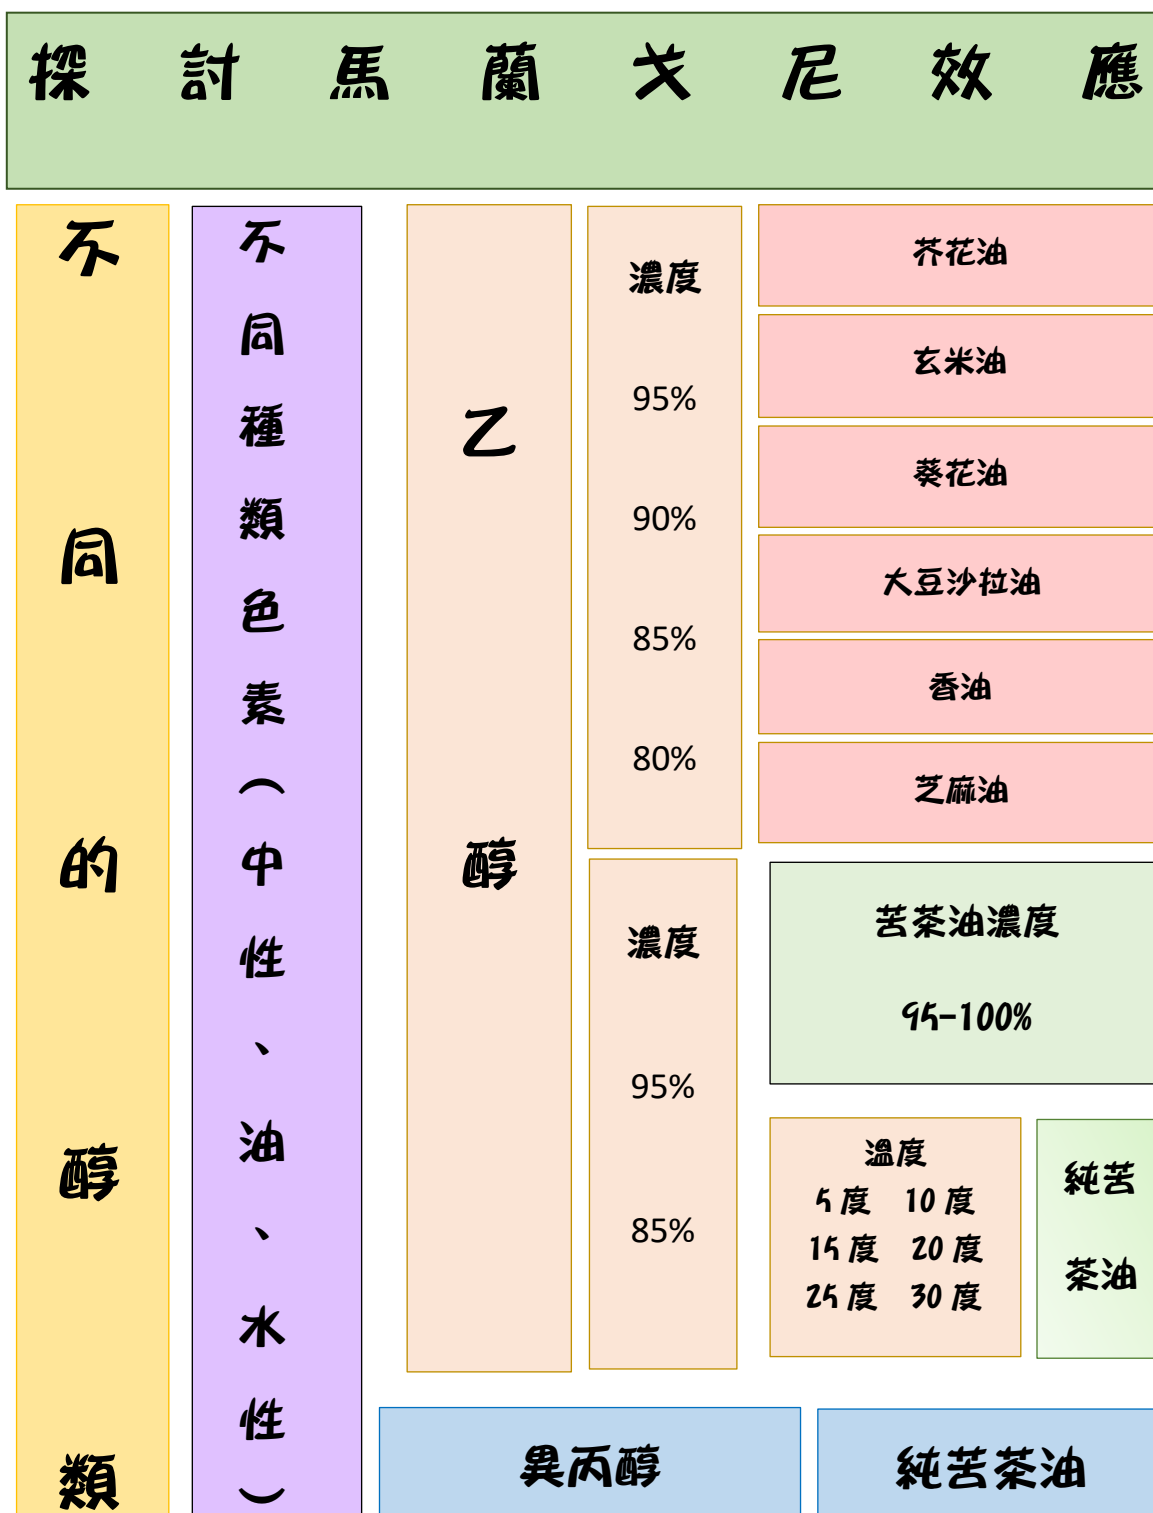 探討馬蘭戈尼效應
不同的醇類
不同種類色素(中性、油、水性)
乙醇
濃度
95%
90%
85%
80%
芥花油
玄米油
葵花油
大豆沙拉油
香油
芝麻油
濃度
95%
85%
苦茶油濃度
95-100%
溫度
5度 10度
15度 20度
25度 30度
純苦
茶油
異丙醇
純苦茶油